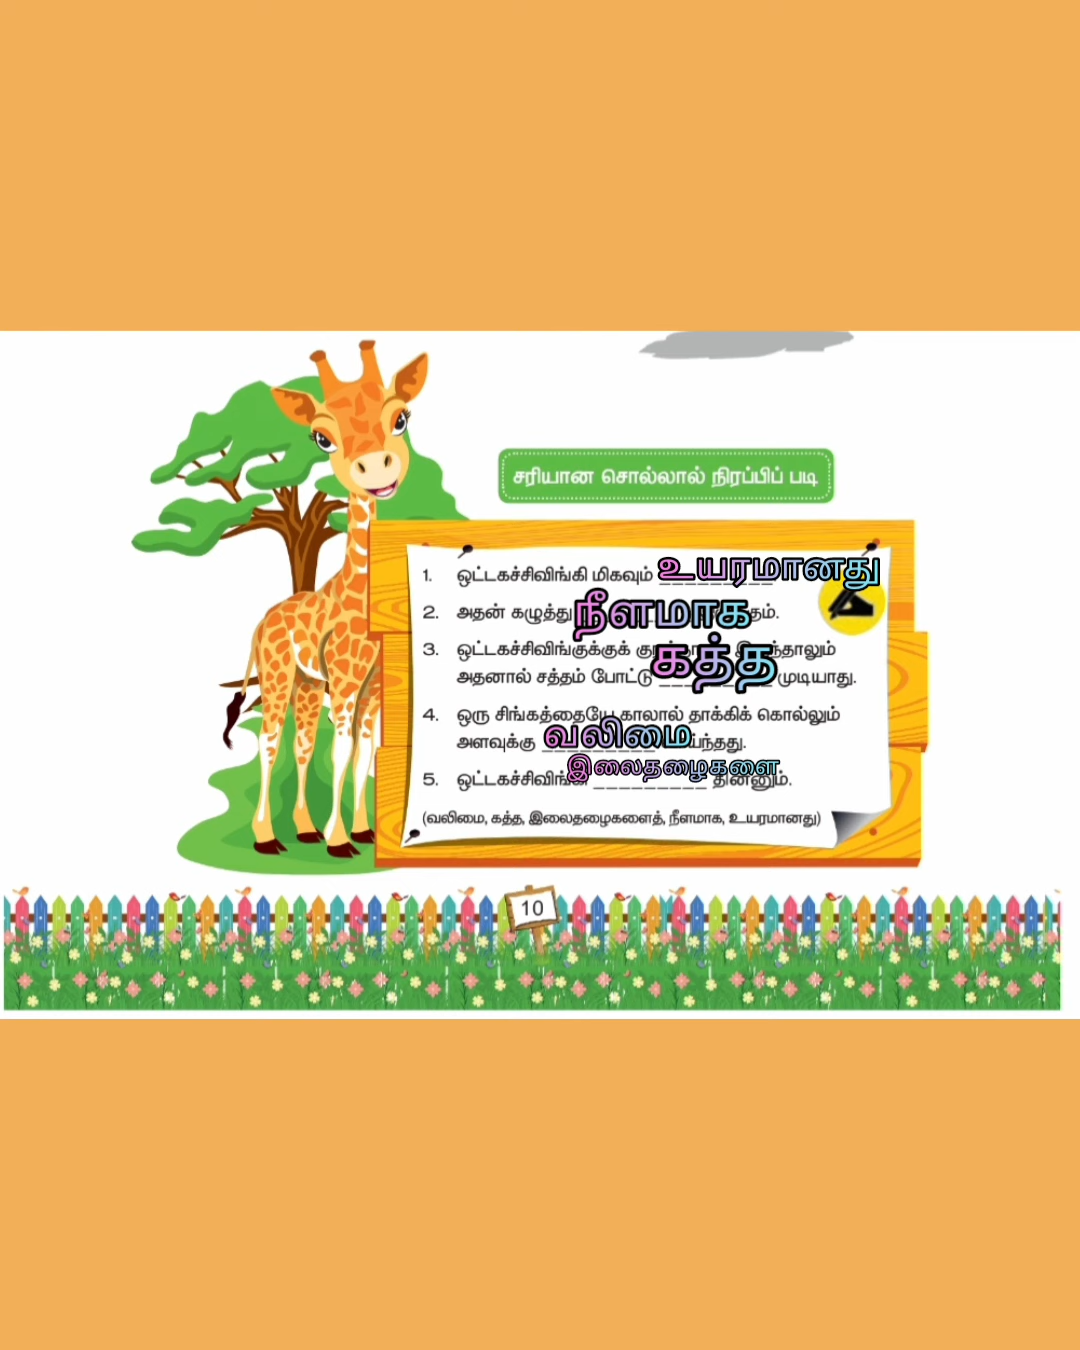 சரியான சொல்லால் நிரப்பிப் படி
1. ஒட்டகச்சிவிங்கி மிகவும் உயரமானது
2. அதன் கழுத்து நீளமாக
3. ஒட்டகச்சிவிங்குக்குக்
அதனால் சத்தம் போட்டு கத்த முடியாது.
4. ஒரு சிங்கத்தையே காலால் தாக்கிக் கொல்லும்
அளவுக்கு வலிமை
5. ஒட்டகச்சிவிங்கி இலைதழைகளை தின்னும்.
(வலிமை, கத்த, இலைதழைகளைத், நீளமாக, உயரமானது)
10